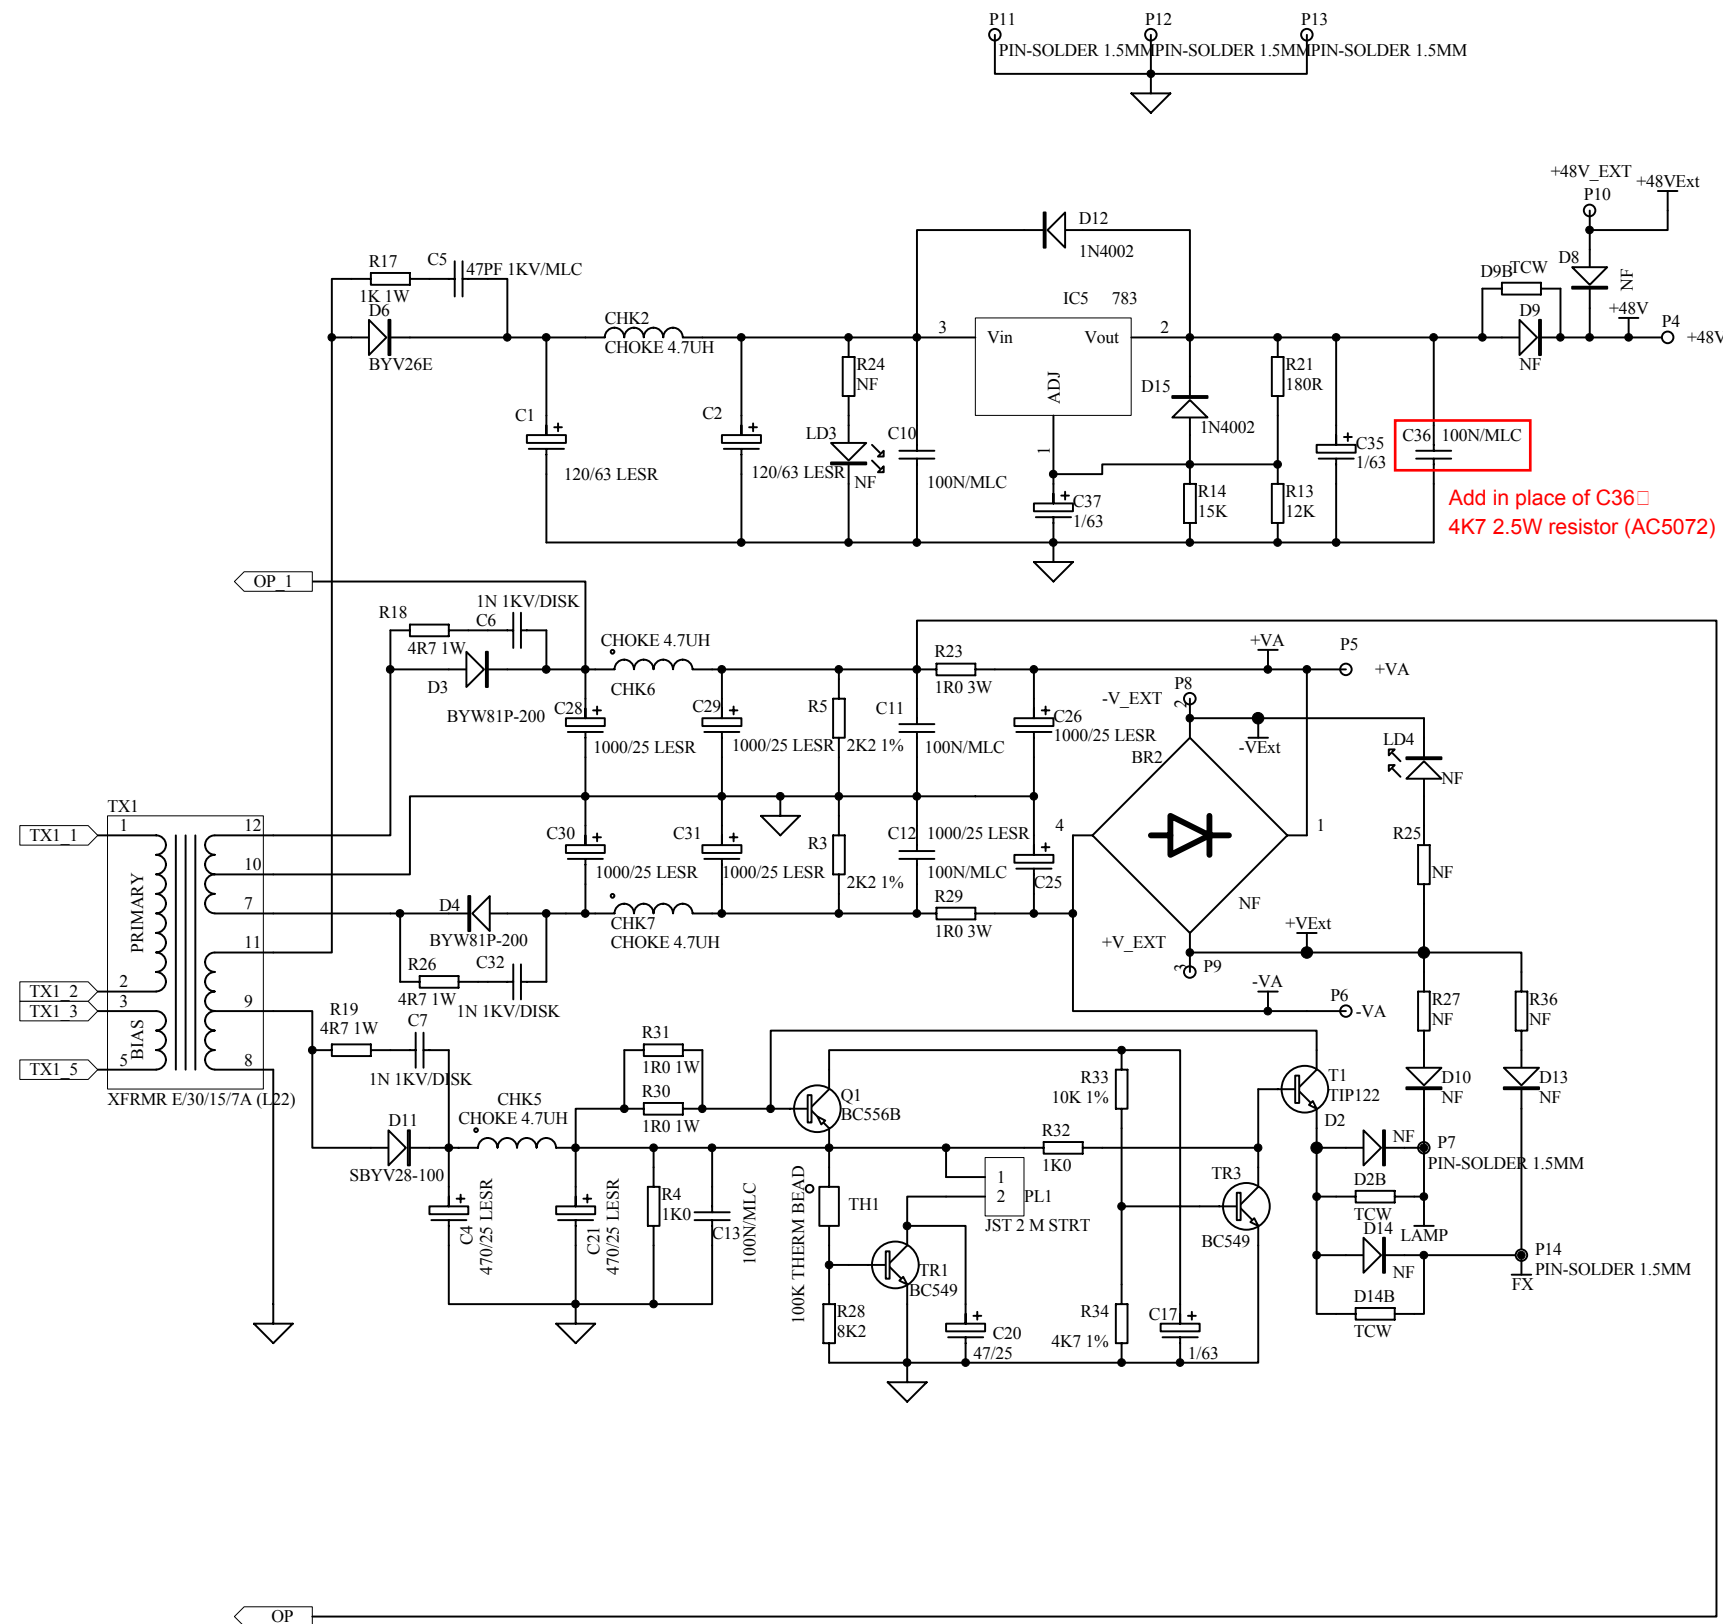 P11
P12
P13
PIN-SOLDER 1.5MM
PIN-SOLDER 1.5MM
PIN-SOLDER 1.5MM
+48V_EXT
+48VExt
P10
D12
1N4002
R17
C5
47PF 1KV/MLC
1K 1W
D6
BYV26E
CHK2
CHOKE 4.7UH
IC5
783
3
Vin
Vout
2
ADJ
1
D9B
TCW
D8
NF
D9
NF
+48V
P4
+48V
R24
NF
R21
180R
D15
1N4002
C1
120/63 LESR
C2
120/63 LESR
LD3
NF
C10
100N/MLC
C37
1/63
R14
15K
R13
12K
C35
1/63
C36
100N/MLC
Add in place of C36
4K7 2.5W resistor (AC5072)
OP_1
R18
1N 1KV/DISK
C6
4R7 1W
D3
BYW81P-200
CHOKE 4.7UH
CHK6
R23
1R0 3W
+VA
P5
+VA
C28
1000/25 LESR
C29
1000/25 LESR
R5
2K2 1%
C11
100N/MLC
C26
1000/25 LESR
P8
-V_EXT
2
-VExt
BR2
LD4
NF
TX1
TX1_1
1
12
10
7
11
9
8
PRIMARY
TX1_2
2
TX1_3
3
BIAS
TX1_5
5
XFRMR E/30/15/7A (L22)
C30
1000/25 LESR
C31
1000/25 LESR
R3
2K2 1%
C12
100N/MLC
1000/25 LESR
C25
4
1
NF
R25
NF
D4
BYW81P-200
CHK7
CHOKE 4.7UH
R29
1R0 3W
R26
4R7 1W
C32
1N 1KV/DISK
+V_EXT
3
P9
+VExt
-VA
P6
-VA
R27
NF
R36
NF
R19
4R7 1W
C7
1N 1KV/DISK
R31
1R0 1W
R30
1R0 1W
Q1
BC556B
R33
10K 1%
T1
TIP122
D10
NF
D13
NF
CHK5
CHOKE 4.7UH
D11
SBYV28-100
R32
1K0
D2
NF
P7
PIN-SOLDER 1.5MM
D2B
TCW
LAMP
C4
470/25 LESR
C21
470/25 LESR
R4
1K0
C13
100N/MLC
TH1
100K THERM BEAD
1
2
PL1
JST 2 M STRT
TR1
BC549
TR3
BC549
D14
NF
P14
PIN-SOLDER 1.5MM
FX
D14B
TCW
R28
8K2
C20
47/25
R34
4K7 1%
C17
1/63
OP